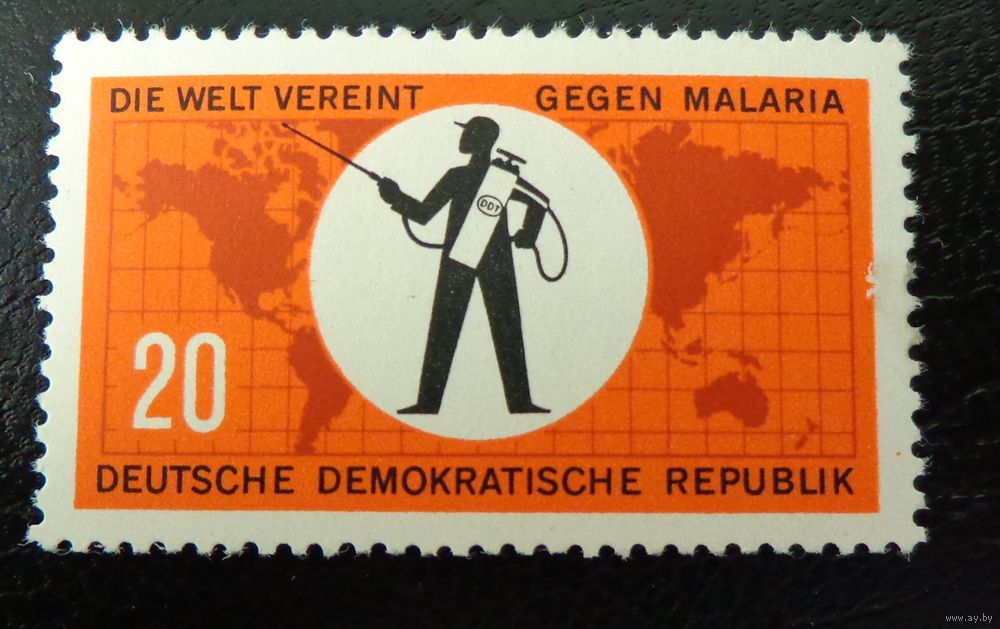 DIE WELT VEREINT GEGEN MALARIA
DDT
20
DEUTSCHE DEMOKRATISCHE REPUBLIK
www.ay.by